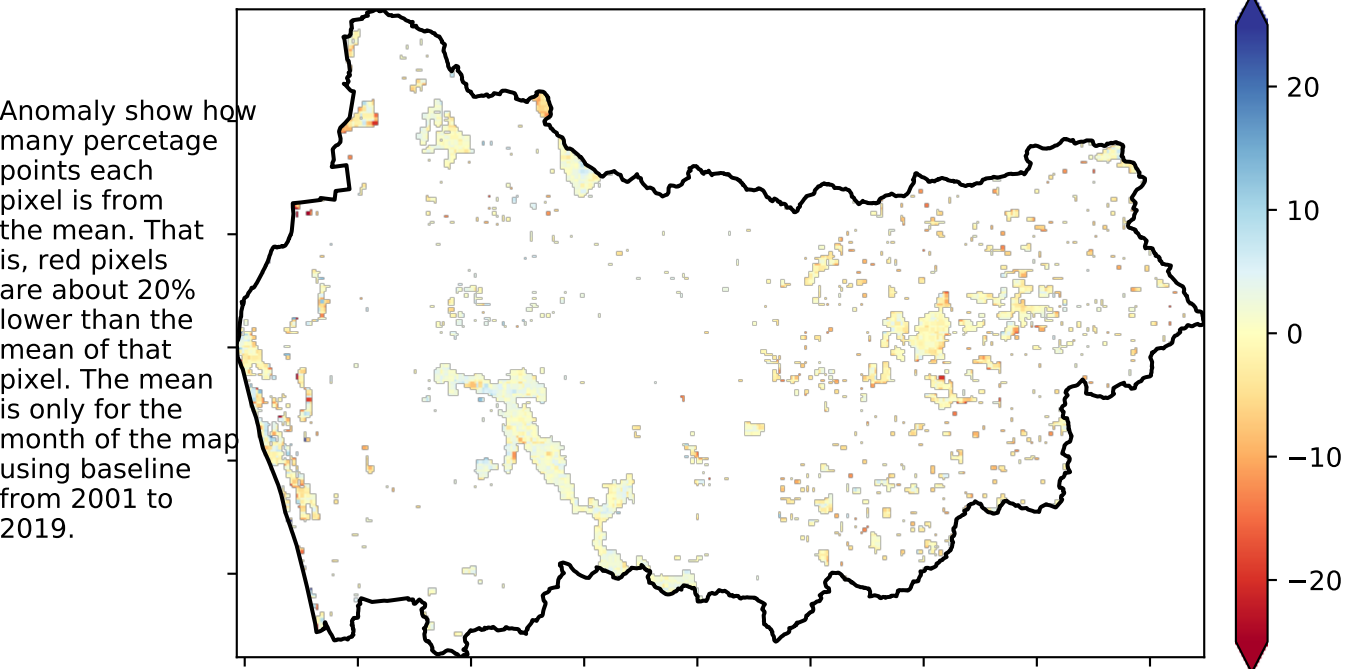 Anomaly show how
many percetage
points each
pixel is from
the mean. That
is, red pixels
are about 20%
lower than the
mean of that
pixel. The mean
is only for the
month of the map
using baseline
from 2001 to
2019.
20
10
0
−10
−20